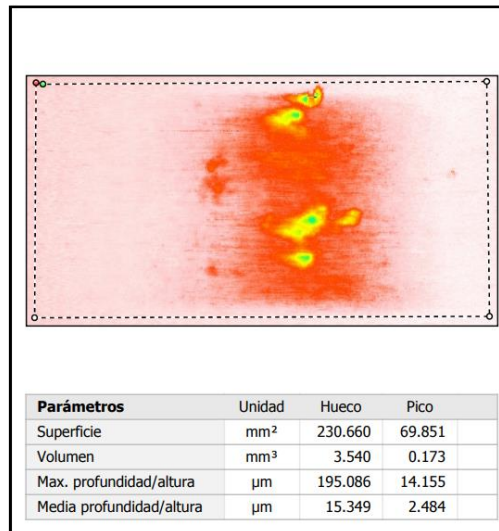 Parámetros Unidad Hueco Pico
Superficie mm² 230.660 69.851
Volumen mm³ 3.540 0.173
Max. profundidad/altura µm 195.086 14.155
Media profundidad/altura µm 15.349 2.484